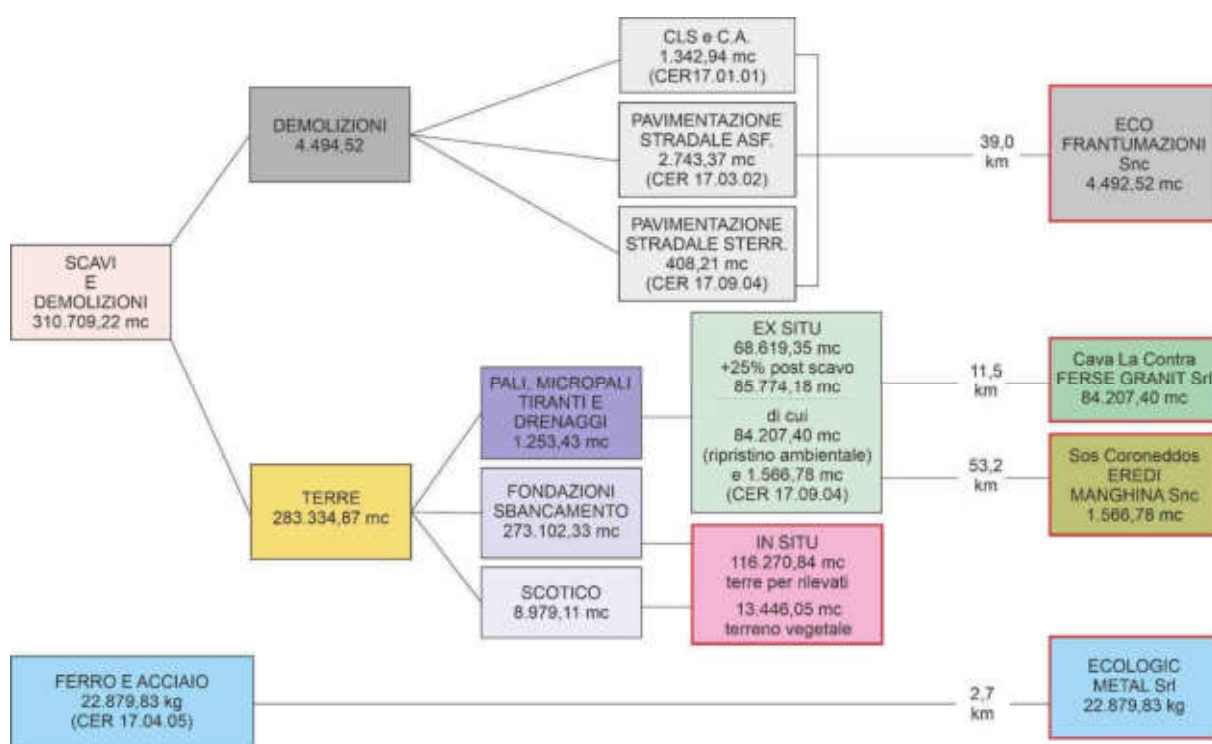 SCAVI
E
DEMOLIZIONI
310.709,22 mc
DEMOLIZIONI
4.494,52
CLS e C.A.
1.342,94 mc
(CER17.01.01)
PAVIMENTAZIONE
STRADALE ASF.
2.743,37 mc
(CER 17.03.02)
PAVIMENTAZIONE
STRADALE STERR.
408,21 mc
(CER 17.09.04)
39,0
km
ECO
FRANTUMAZIONI
Snc
4.492,52 mc
TERRE
283.334,87 mc
PALI, MICROPALI
TIRANTI E
DRENAGGI
1.253,43 mc
FONDAZIONI
SBANCAMENTO
273.102,33 mc
SCOTICO
8.979,11 mc
EX SITU
68.619,35 mc
+25% post scavo
85.774,18 mc
di cui
84.207,40 mc
(ripristino ambientale)
e 1.566,78 mc
(CER 17.09.04)
IN SITU
116.270,84 mc
terre per rilevati
13.446,05 mc
terreno vegetale
11,5
km
Cava La Contra
FERSE GRANIT Srl
84.207,40 mc
53,2
km
Sos Coroneddos
EREDI
MANGHINA Snc
1.566,78 mc
FERRO E ACCIAIO
22.879,83 kg
(CER 17.04.05)
2,7
km
ECOLOGIC
METAL Srl
22.879,83 kg